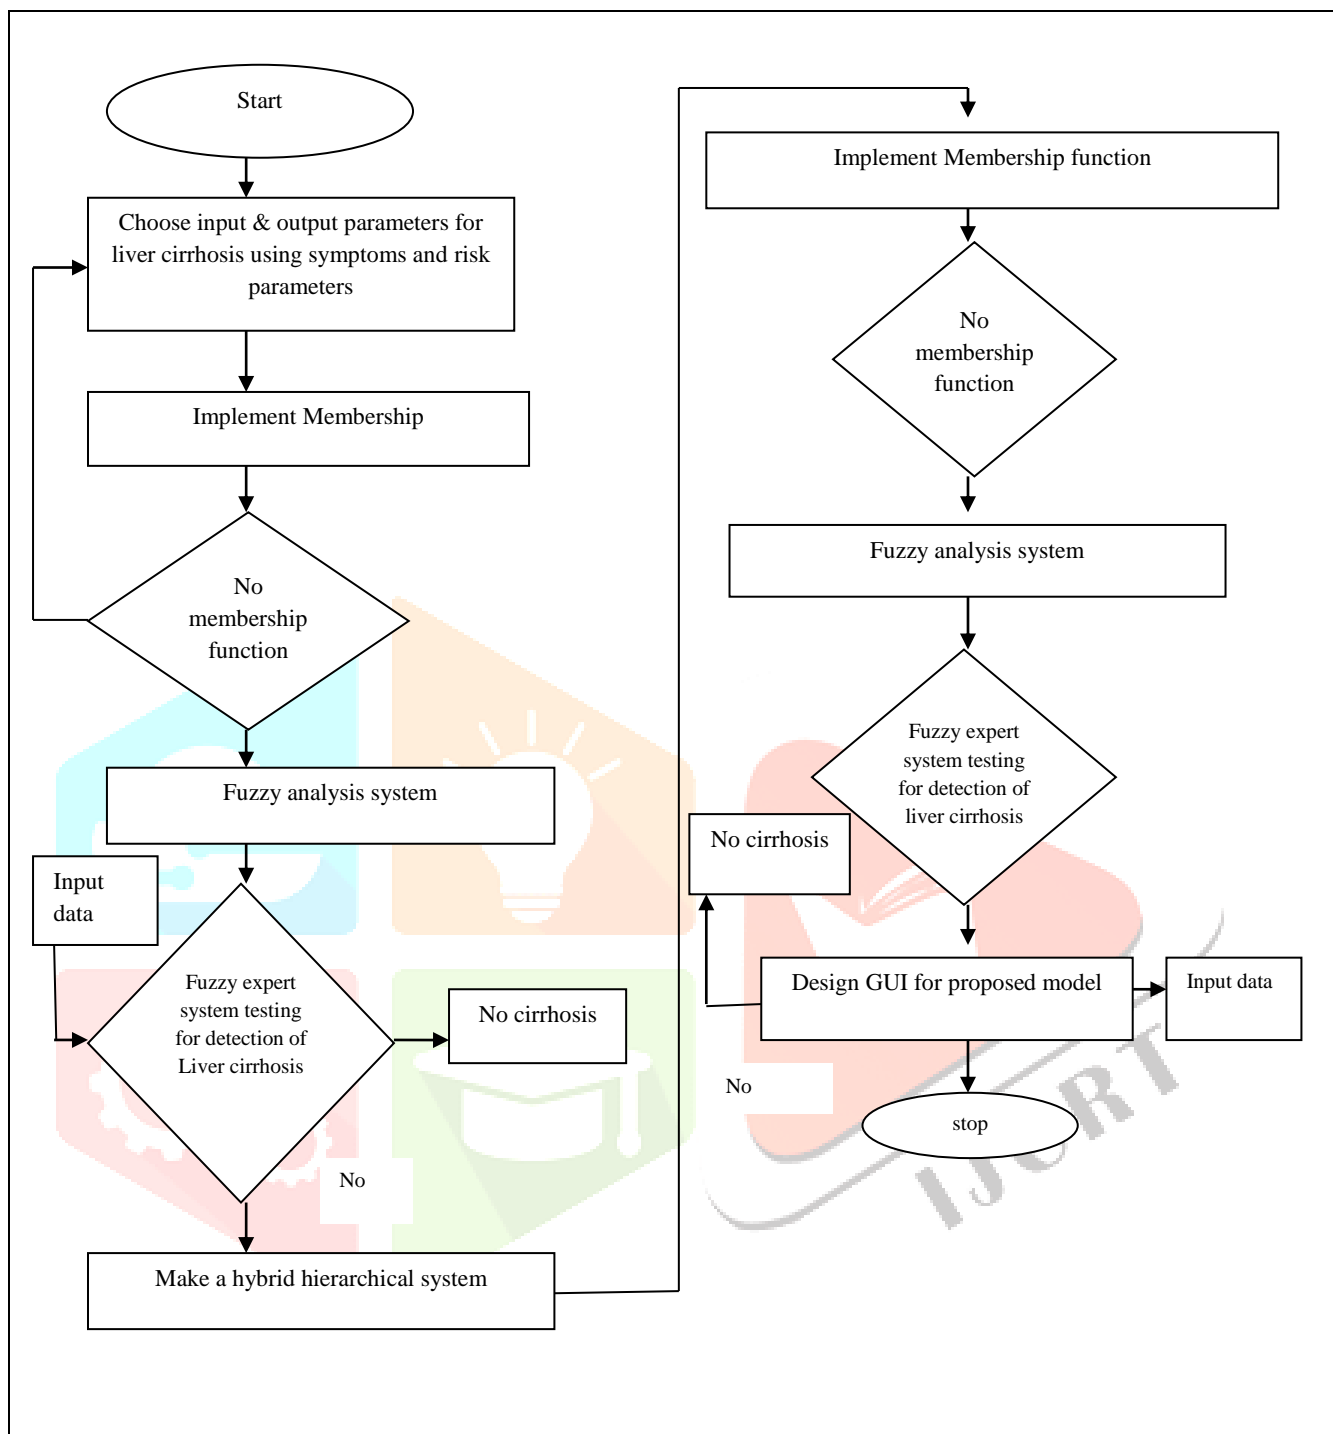 Start
Choose input & output parameters for
liver cirrhosis using symptoms and risk
parameters
Implement Membership
No
membership
function
Fuzzy analysis system
Input
data
Fuzzy expert
system testing
for detection of
Liver cirrhosis
No cirrhosis
No
Make a hybrid hierarchical system
Implement Membership function
No
membership
function
Fuzzy analysis system
Fuzzy expert
system testing
for detection of
liver cirrhosis
No cirrhosis
Design GUI for proposed model
Input data
No
stop
IJCRT